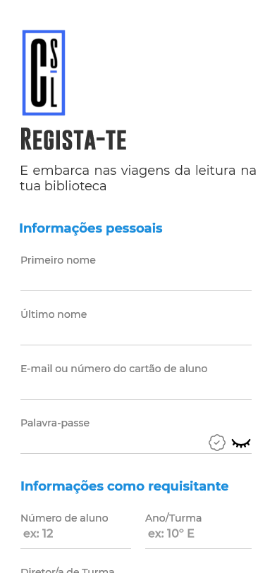 CSIL
REGISTA-TE
E embarca nas viagens da leitura na
tua biblioteca
Informações pessoais
Primeiro nome
Último nome
E-mail ou número do cartão de aluno
Palavra-passe
Informações como requisitante
Número de aluno Ano/Turma
ex: 12 ex: 10º E
Diretor/a de Turma